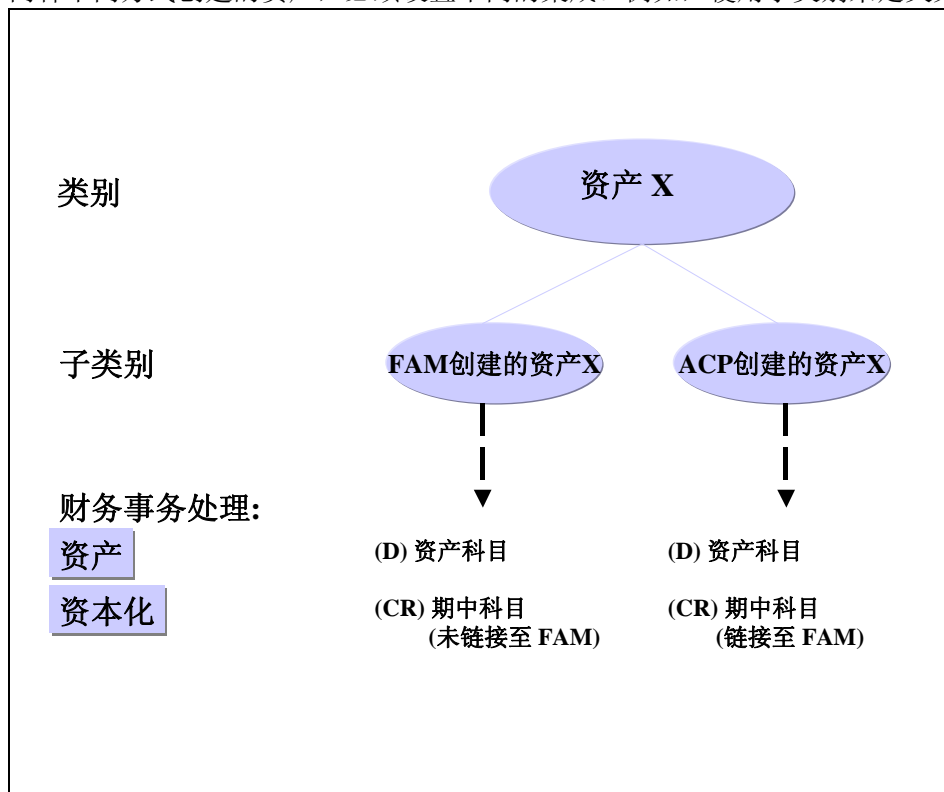 类别
资产 X
子类别
FAM创建的资产X
ACP创建的资产X
财务事务处理:
资产
(D) 资产科目
(D) 资产科目
资本化
(CR) 期中科目
(未链接至 FAM)
(CR) 期中科目
(链接至 FAM)